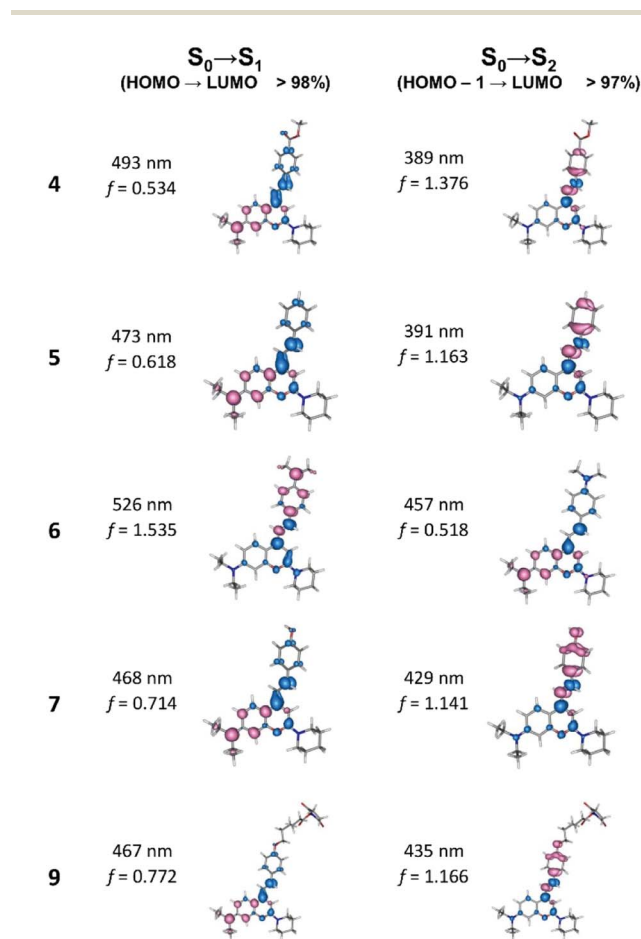 S₀→S₁
(HOMO → LUMO > 98%)
S₀→S₂
(HOMO – 1 → LUMO > 97%)
4
493 nm
f = 0.534
389 nm
f = 1.376
5
473 nm
f = 0.618
391 nm
f = 1.163
6
526 nm
f = 1.535
457 nm
f = 0.518
7
468 nm
f = 0.714
429 nm
f = 1.141
9
467 nm
f = 0.772
435 nm
f = 1.166